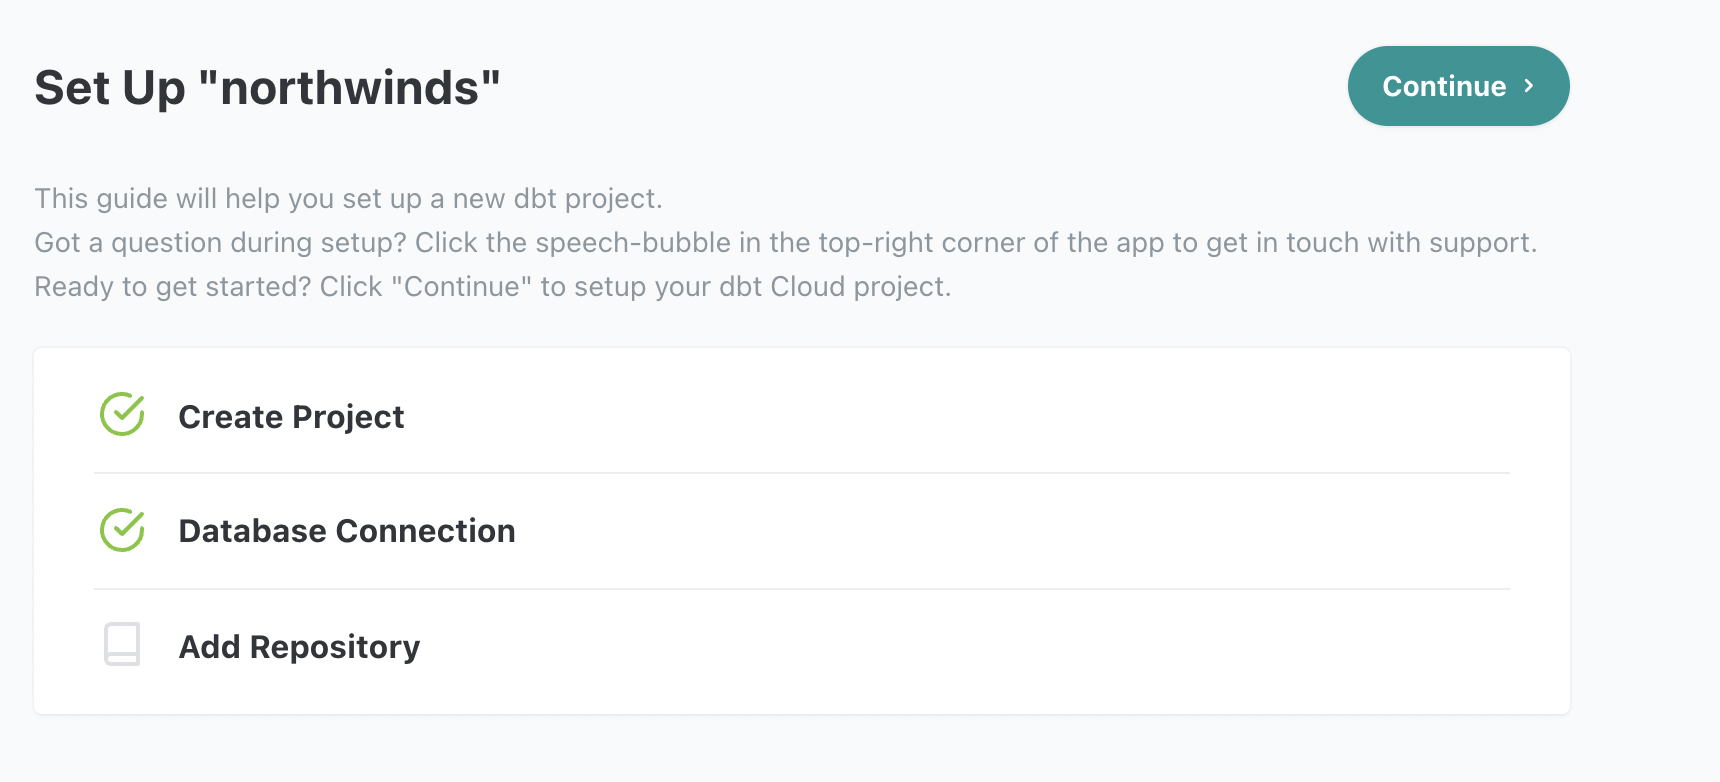 Set Up "northwinds"
Continue
This guide will help you set up a new dbt project.
Got a question during setup? Click the speech-bubble in the top-right corner of the app to get in touch with support.
Ready to get started? Click "Continue" to setup your dbt Cloud project.
Create Project
Database Connection
Add Repository